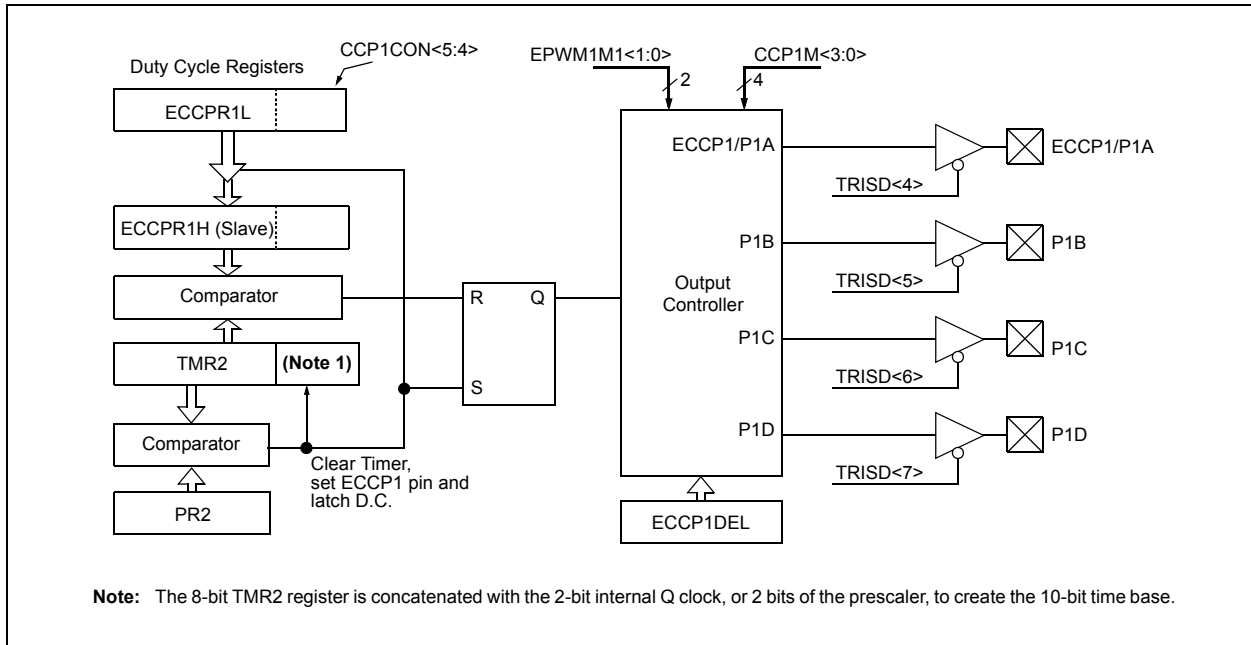 CCP1CON<5:4>
Duty Cycle Registers
EPWM1M1<1:0>
CCP1M<3:0>
2
4
ECCPR1L
ECCP1/P1A
ECCP1/P1A
TRISD<4>
ECCPR1H (Slave)
P1B
P1B
Comparator
R
Q
Output
Controller
TRISD<5>
TMR2
(Note 1)
P1C
P1C
S
TRISD<6>
Comparator
P1D
P1D
Clear Timer,
set ECCP1 pin and
latch D.C.
TRISD<7>
PR2
ECCP1DEL
Note: The 8-bit TMR2 register is concatenated with the 2-bit internal Q clock, or 2 bits of the prescaler, to create the 10-bit time base.